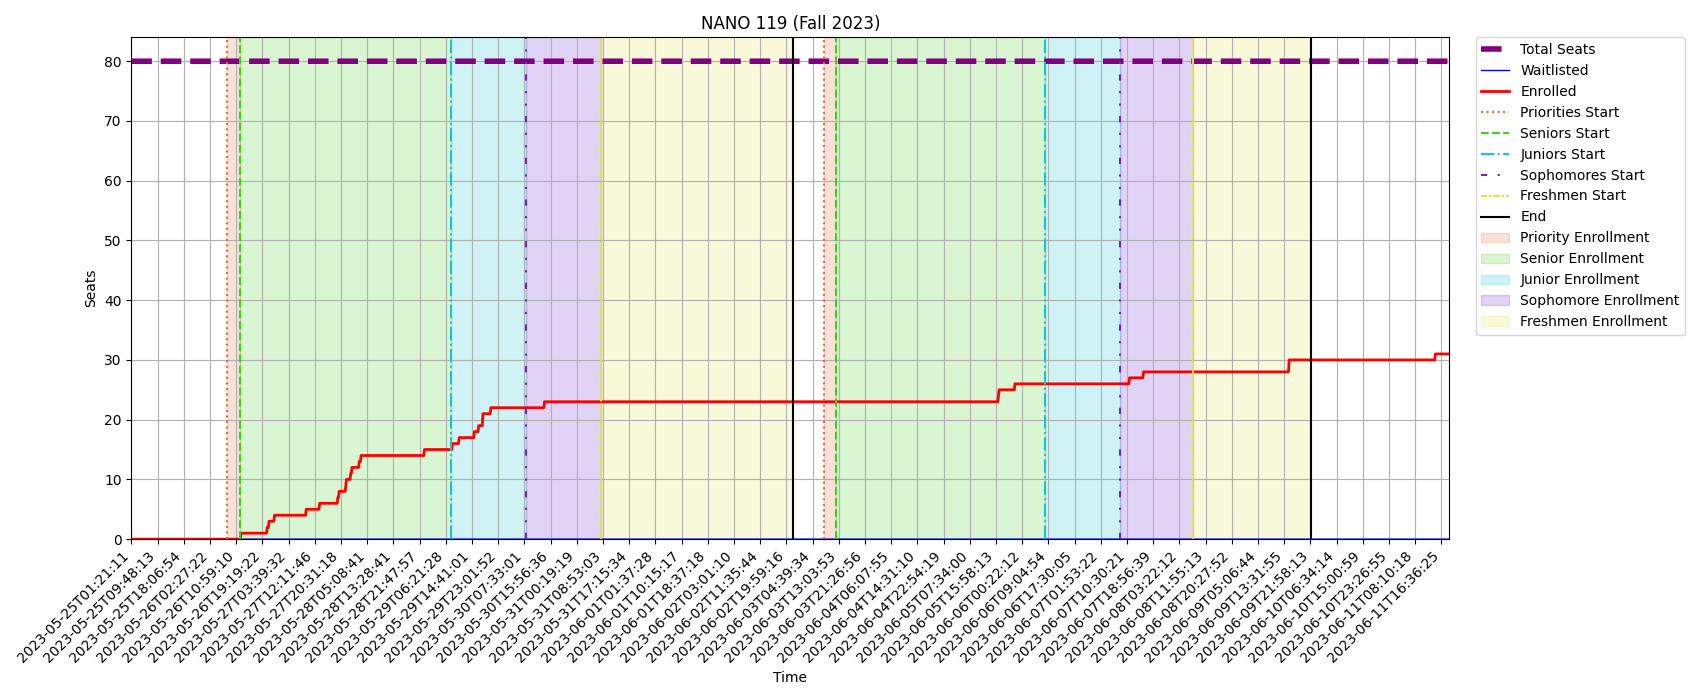 NANO 119 (Fall 2023)
Total Seats
Waitlisted
Enrolled
Priorities Start
Seniors Start
Juniors Start
Sophomores Start
Freshmen Start
End
Priority Enrollment
Senior Enrollment
Junior Enrollment
Sophomore Enrollment
Freshmen Enrollment
Seats
80
70
60
50
40
30
20
10
0
2023-05-25T01:21:11
2023-05-25T09:48:13
2023-05-25T18:06:54
2023-05-26T02:27:22
2023-05-26T10:59:10
2023-05-26T19:19:22
2023-05-27T03:39:32
2023-05-27T12:11:46
2023-05-27T20:31:18
2023-05-28T05:08:41
2023-05-28T13:28:41
2023-05-28T21:47:57
2023-05-29T06:21:28
2023-05-29T14:41:01
2023-05-29T23:01:52
2023-05-30T07:33:01
2023-05-30T15:56:36
2023-05-31T00:19:19
2023-05-31T08:53:03
2023-05-31T17:15:34
2023-06-01T01:37:28
2023-06-01T10:15:17
2023-06-01T18:37:18
2023-06-02T03:01:10
2023-06-02T11:35:44
2023-06-02T19:59:16
2023-06-03T04:39:34
2023-06-03T13:03:53
2023-06-03T21:26:56
2023-06-04T06:07:55
2023-06-04T14:31:10
2023-06-04T22:54:19
2023-06-05T07:34:00
2023-06-05T15:58:13
2023-06-06T00:22:12
2023-06-06T09:04:54
2023-06-06T17:30:05
2023-06-07T01:53:22
2023-06-07T10:30:21
2023-06-07T18:56:39
2023-06-08T03:22:12
2023-06-08T11:55:13
2023-06-08T20:27:52
2023-06-09T05:06:44
2023-06-09T13:31:55
2023-06-09T21:58:13
2023-06-10T06:34:14
2023-06-10T15:00:59
2023-06-10T23:26:55
2023-06-11T08:10:18
2023-06-11T16:36:25
Time